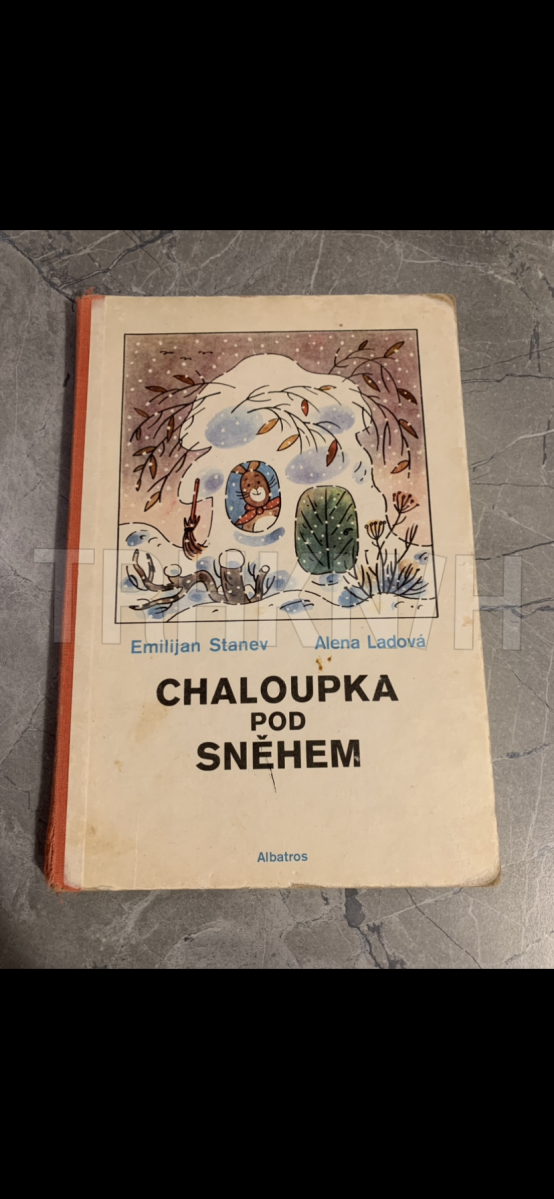 Emilijan Stanev Alena Ladová
CHALOUPKA
POD
SNĚHEM
Albatros